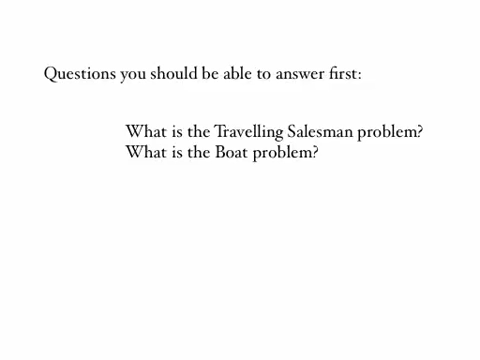 Questions you should be able to answer first:
What is the Travelling Salesman problem?
What is the Boat problem?